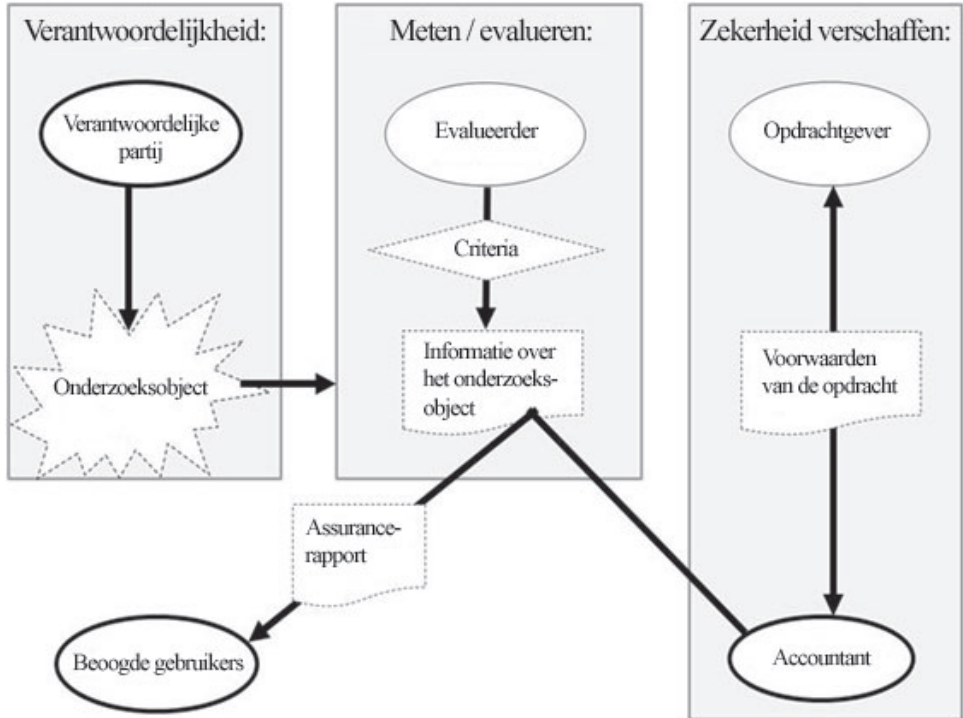 Verantwoordelijkheid:
Meten / evalueren:
Zekerheid verschaffen:
Verantwoordelijke
partij
Evalueerder
Opdrachtgever
Criteria
Onderzoeksobject
Informatie over
het onderzoeks-
object
Voorwaarden
van de opdracht
Assurance-
rapport
Beoogde gebruikers
Accountant